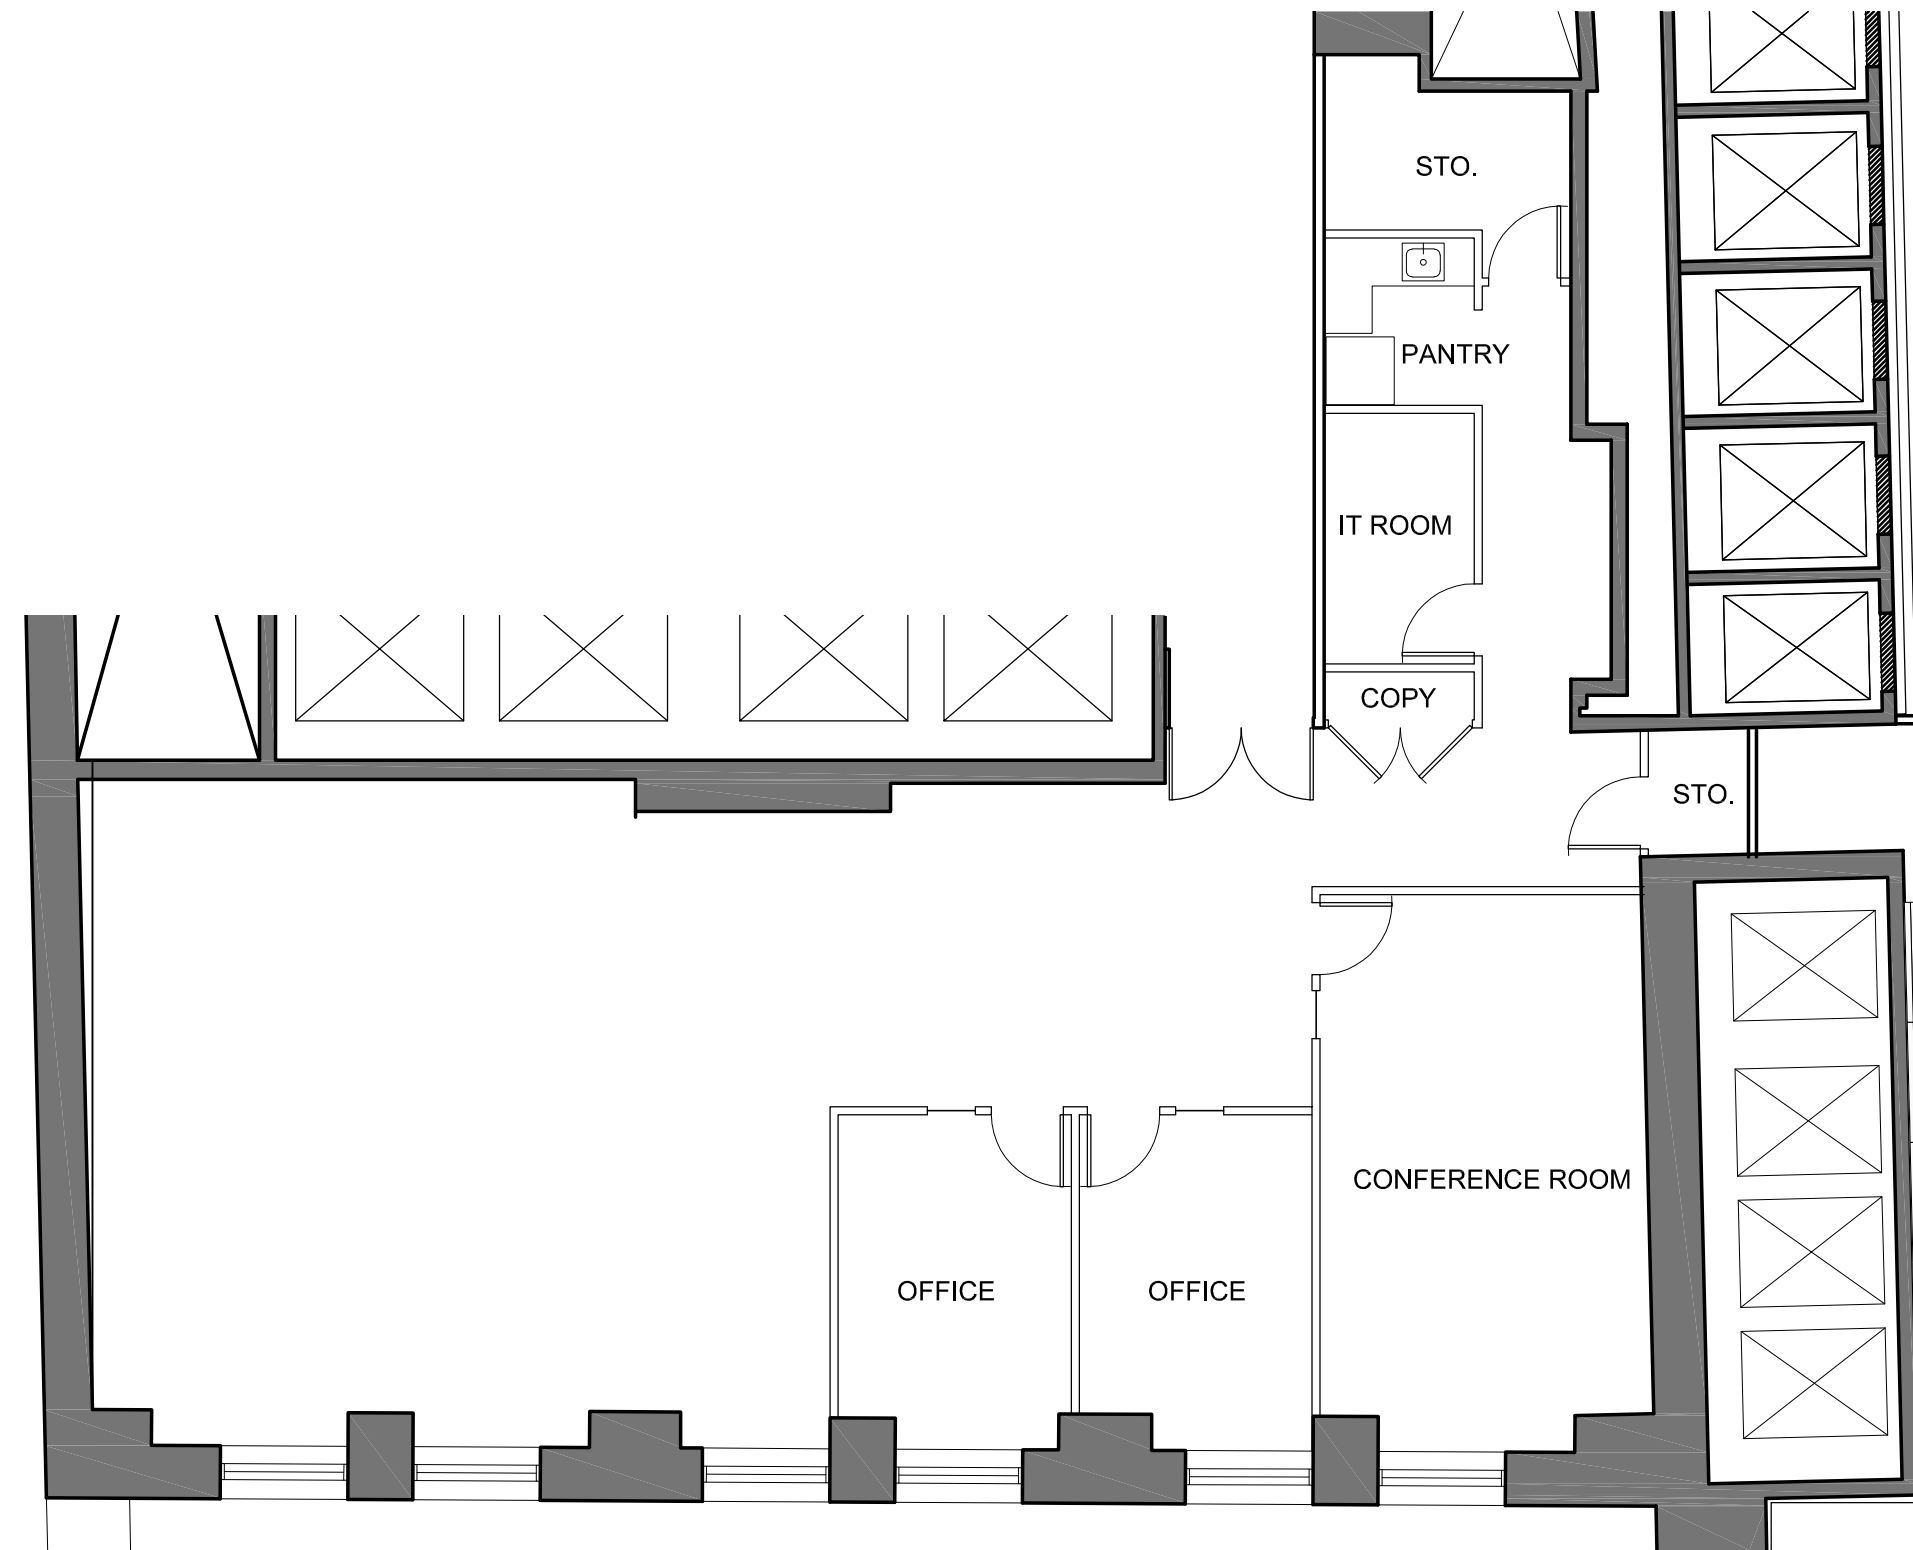 STO.
PANTRY
IT ROOM
COPY
STO.
CONFERENCE ROOM
OFFICE
OFFICE